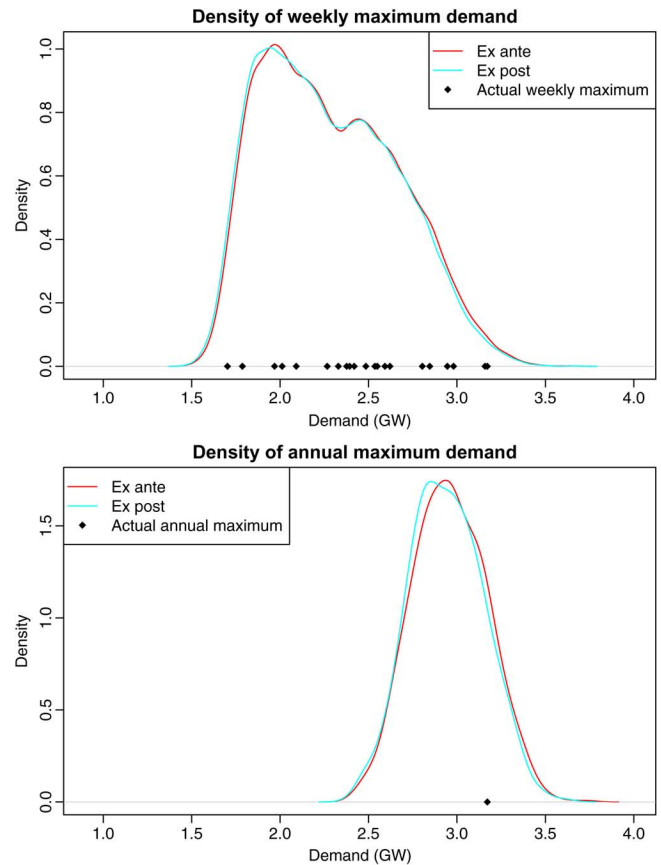 Density of weekly maximum demand
Ex ante
Ex post
Actual weekly maximum
Density
0.0 0.2 0.4 0.6 0.8 1.0
1.0 1.5 2.0 2.5 3.0 3.5 4.0
Demand (GW)
Density of annual maximum demand
Ex ante
Ex post
Actual annual maximum
Density
0.0 0.5 1.0 1.5
1.0 1.5 2.0 2.5 3.0 3.5 4.0
Demand (GW)